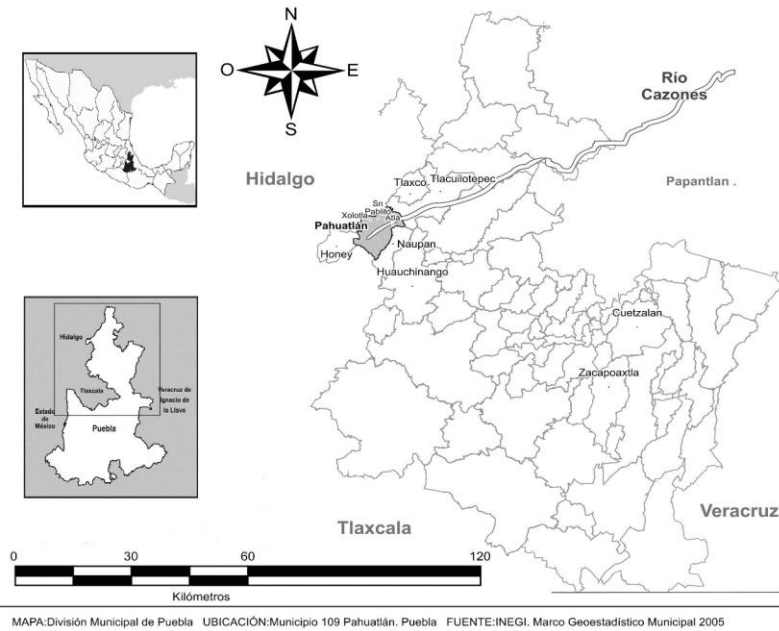 N
O
E
S
Río
Cazones
Hidalgo
Papantlan .
Tlaxco
Tlacuilotepec
Sn
Pablito
Xolotla
Atla
Pahuatlán
Naupan
Honey
Huauchinango
Cuetzalan
Zacapoaxtla
Hidalgo
Tlaxcala
Veracruz de
Ignacio de
la Llave
Estado
de
México
Puebla
Tlaxcala
Veracruz
0
30
60
120
Kilómetros
MAPA:División Municipal de Puebla UBICACIÓN:Municipio 109 Pahuatlán. Puebla FUENTE:INEGI. Marco Geoestadístico Municipal 2005